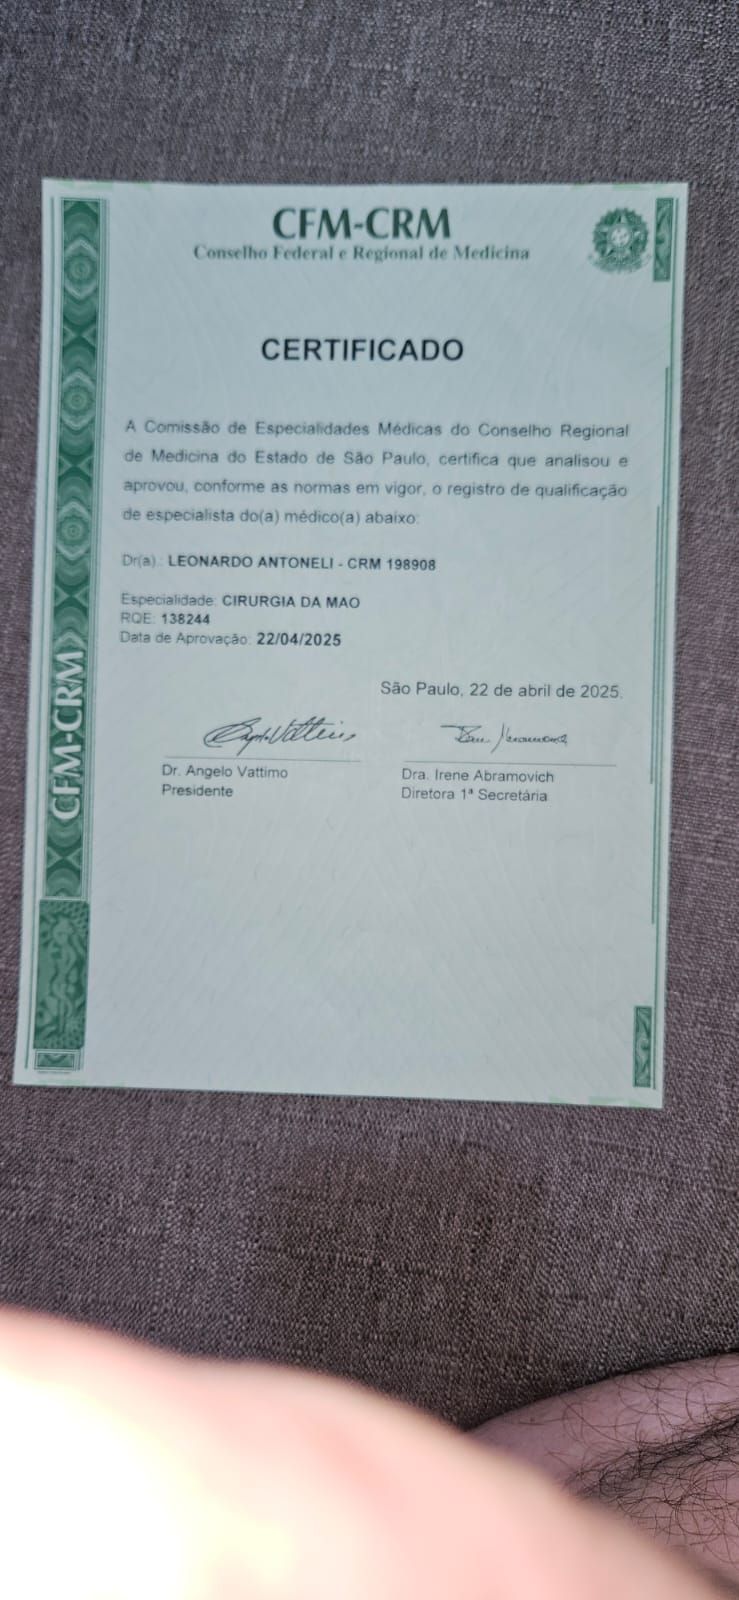 CFM-CRM
Conselho Federal e Regional de Medicina
CERTIFICADO
A Comissão de Especialidades Médicas do Conselho Regional
de Medicina do Estado de São Paulo, certifica que analisou e
aprovou, conforme as normas em vigor, o registro de qualificação
de especialista do(a) médico(a) abaixo:
Dr(a).: LEONARDO ANTONELI - CRM 198908
Especialidade: CIRURGIA DA MAO
RQE: 138244
Data de Aprovação: 22/04/2025
São Paulo, 22 de abril de 2025.
Dr. Angelo Vattimo
Presidente
Dra. Irene Abramovich
Diretora 1ª Secretária
CFM-CRM